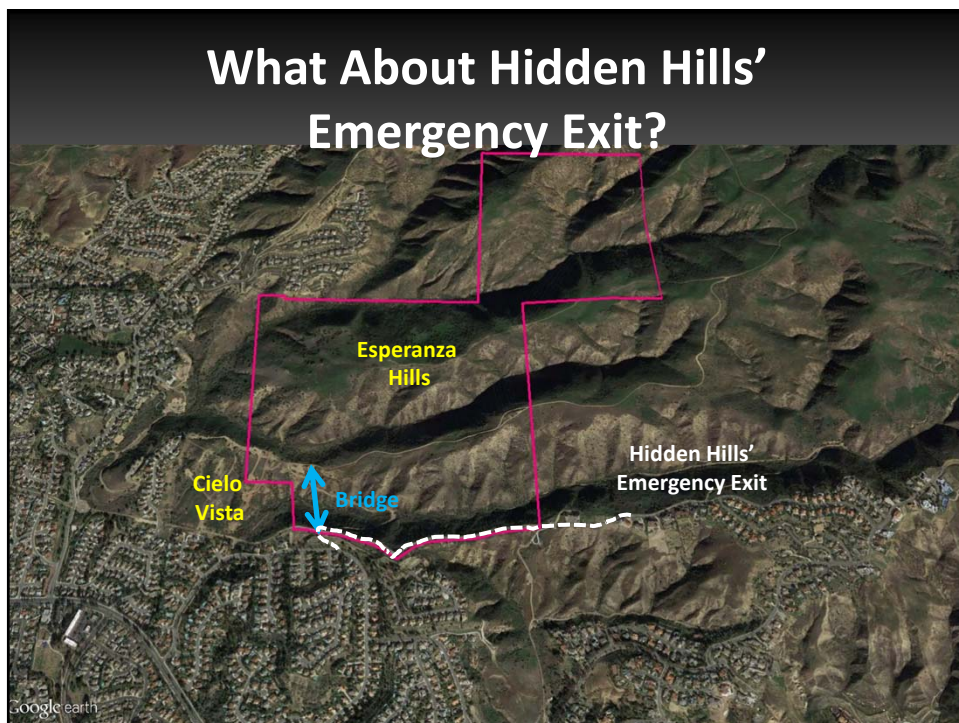 What About Hidden Hills’
Emergency Exit?
Esperanza
Hills
Hidden Hills’
Emergency Exit
Cielo
Vista
Bridge
Google earth